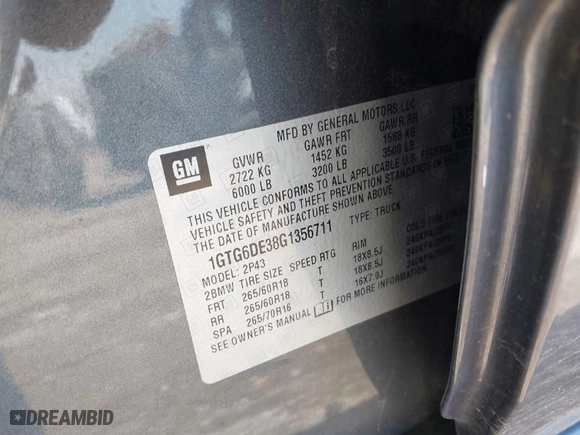 MFD BY GENERAL MOTORS LLC
GM
GVWR GAWR FRT GAWR RR
2722 KG 1452 KG 1588 KG
6000 LB 3200 LB 3500 LB
THIS VEHICLE CONFORMS TO ALL APPLICABLE U.S. FEDERAL
VEHICLE SAFETY AND THEFT PREVENTION STANDARDS IN EFFECT
THE DATE OF MANUFACTURE SHOWN ABOVE
1GTG6DE38G1356711 TYPE: TRUCK
MODEL: 2P43
2BMW TIRE SIZE SPEED RTG RIM COLD TIRE
FRT 265/60R18 T 18X8.5J
RR 265/60R18 T 18X8.5J
SPA 265/70R16 T 16X7.0J
SEE OWNER'S MANUAL FOR MORE INFORMATION
DREAMBID